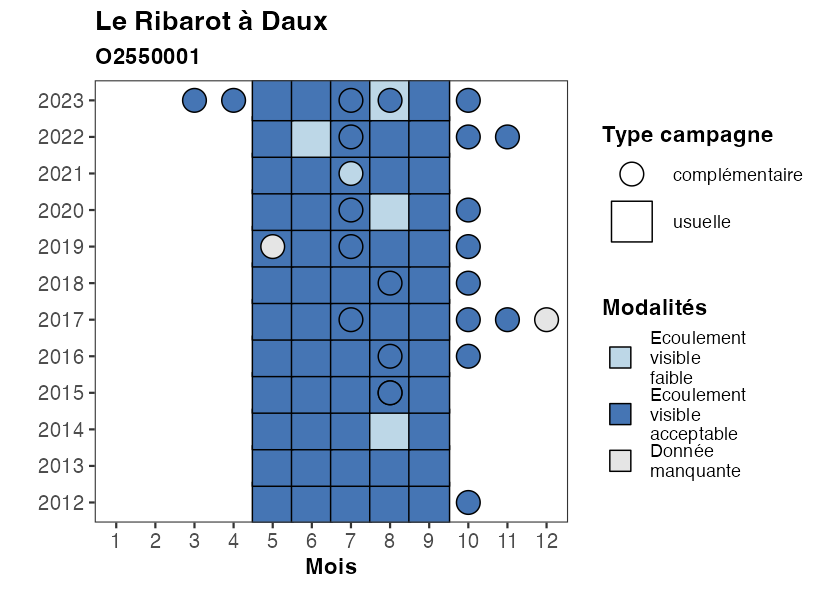 Le Ribarot à Daux
O2550001
2023
2022
2021
2020
2019
2018
2017
2016
2015
2014
2013
2012
1 2 3 4 5 6 7 8 9 10 11 12
Mois
Type campagne
complémentaire
usuelle
Modalités
Ecoulement
visible
faible
Ecoulement
visible
acceptable
Donnée
manquante